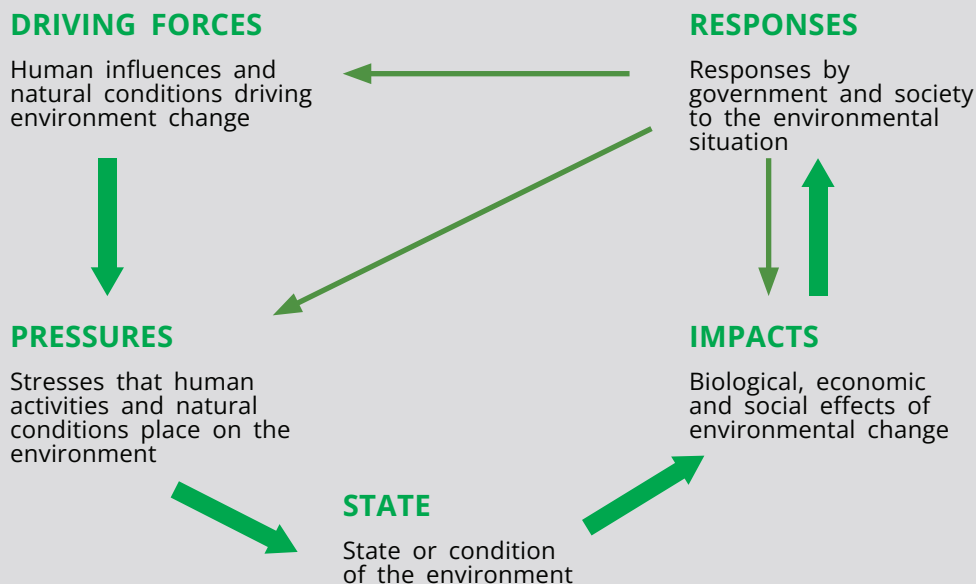 DRIVING FORCES
Human influences and
natural conditions driving
environment change
RESPONSES
Responses by
government and society
to the environmental
situation
PRESSURES
Stresses that human
activities and natural
conditions place on the
environment
IMPACTS
Biological, economic
and social effects of
environmental change
STATE
State or condition
of the environment